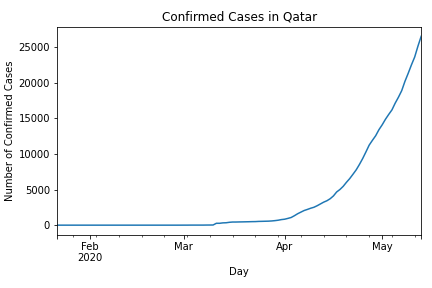 Confirmed Cases in Qatar
Number of Confirmed Cases
25000
20000
15000
10000
5000
0
Feb
2020
Mar
Apr
May
Day